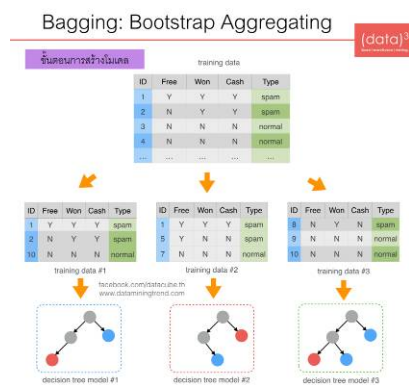 Bagging: Bootstrap Aggregating
(data)³
ขั้นตอนการสร้างโมเดล
training data
ID Free Won Cash Type
1 Y Y Y spam
2 N Y Y spam
3 N N N normal
4 N N N normal
... ... ... ... ...
ID Free Won Cash Type
1 Y Y Y spam
2 N Y Y spam
10 N N N normal
training data #1
ID Free Won Cash Type
1 Y Y Y spam
5 Y N N spam
7 N N N normal
training data #2
ID Free Won Cash Type
8 N Y N spam
9 N N N normal
10 N N N normal
training data #3
facebook.com/datacube.th
www.dataminingtrend.com
decision tree model #1
decision tree model #2
decision tree model #3